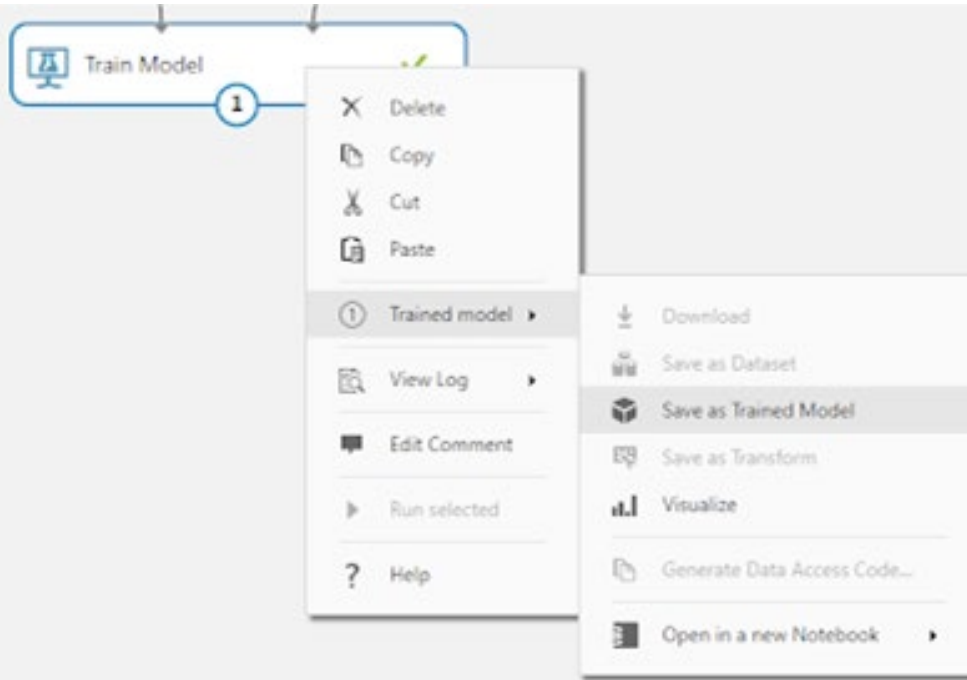 Train Model
1
Delete
Copy
Cut
Paste
1 Trained model
View Log
Edit Comment
Run selected
? Help
Download
Save as Dataset
Save as Trained Model
Save as Transform
Visualize
Generate Data Access Code...
Open in a new Notebook